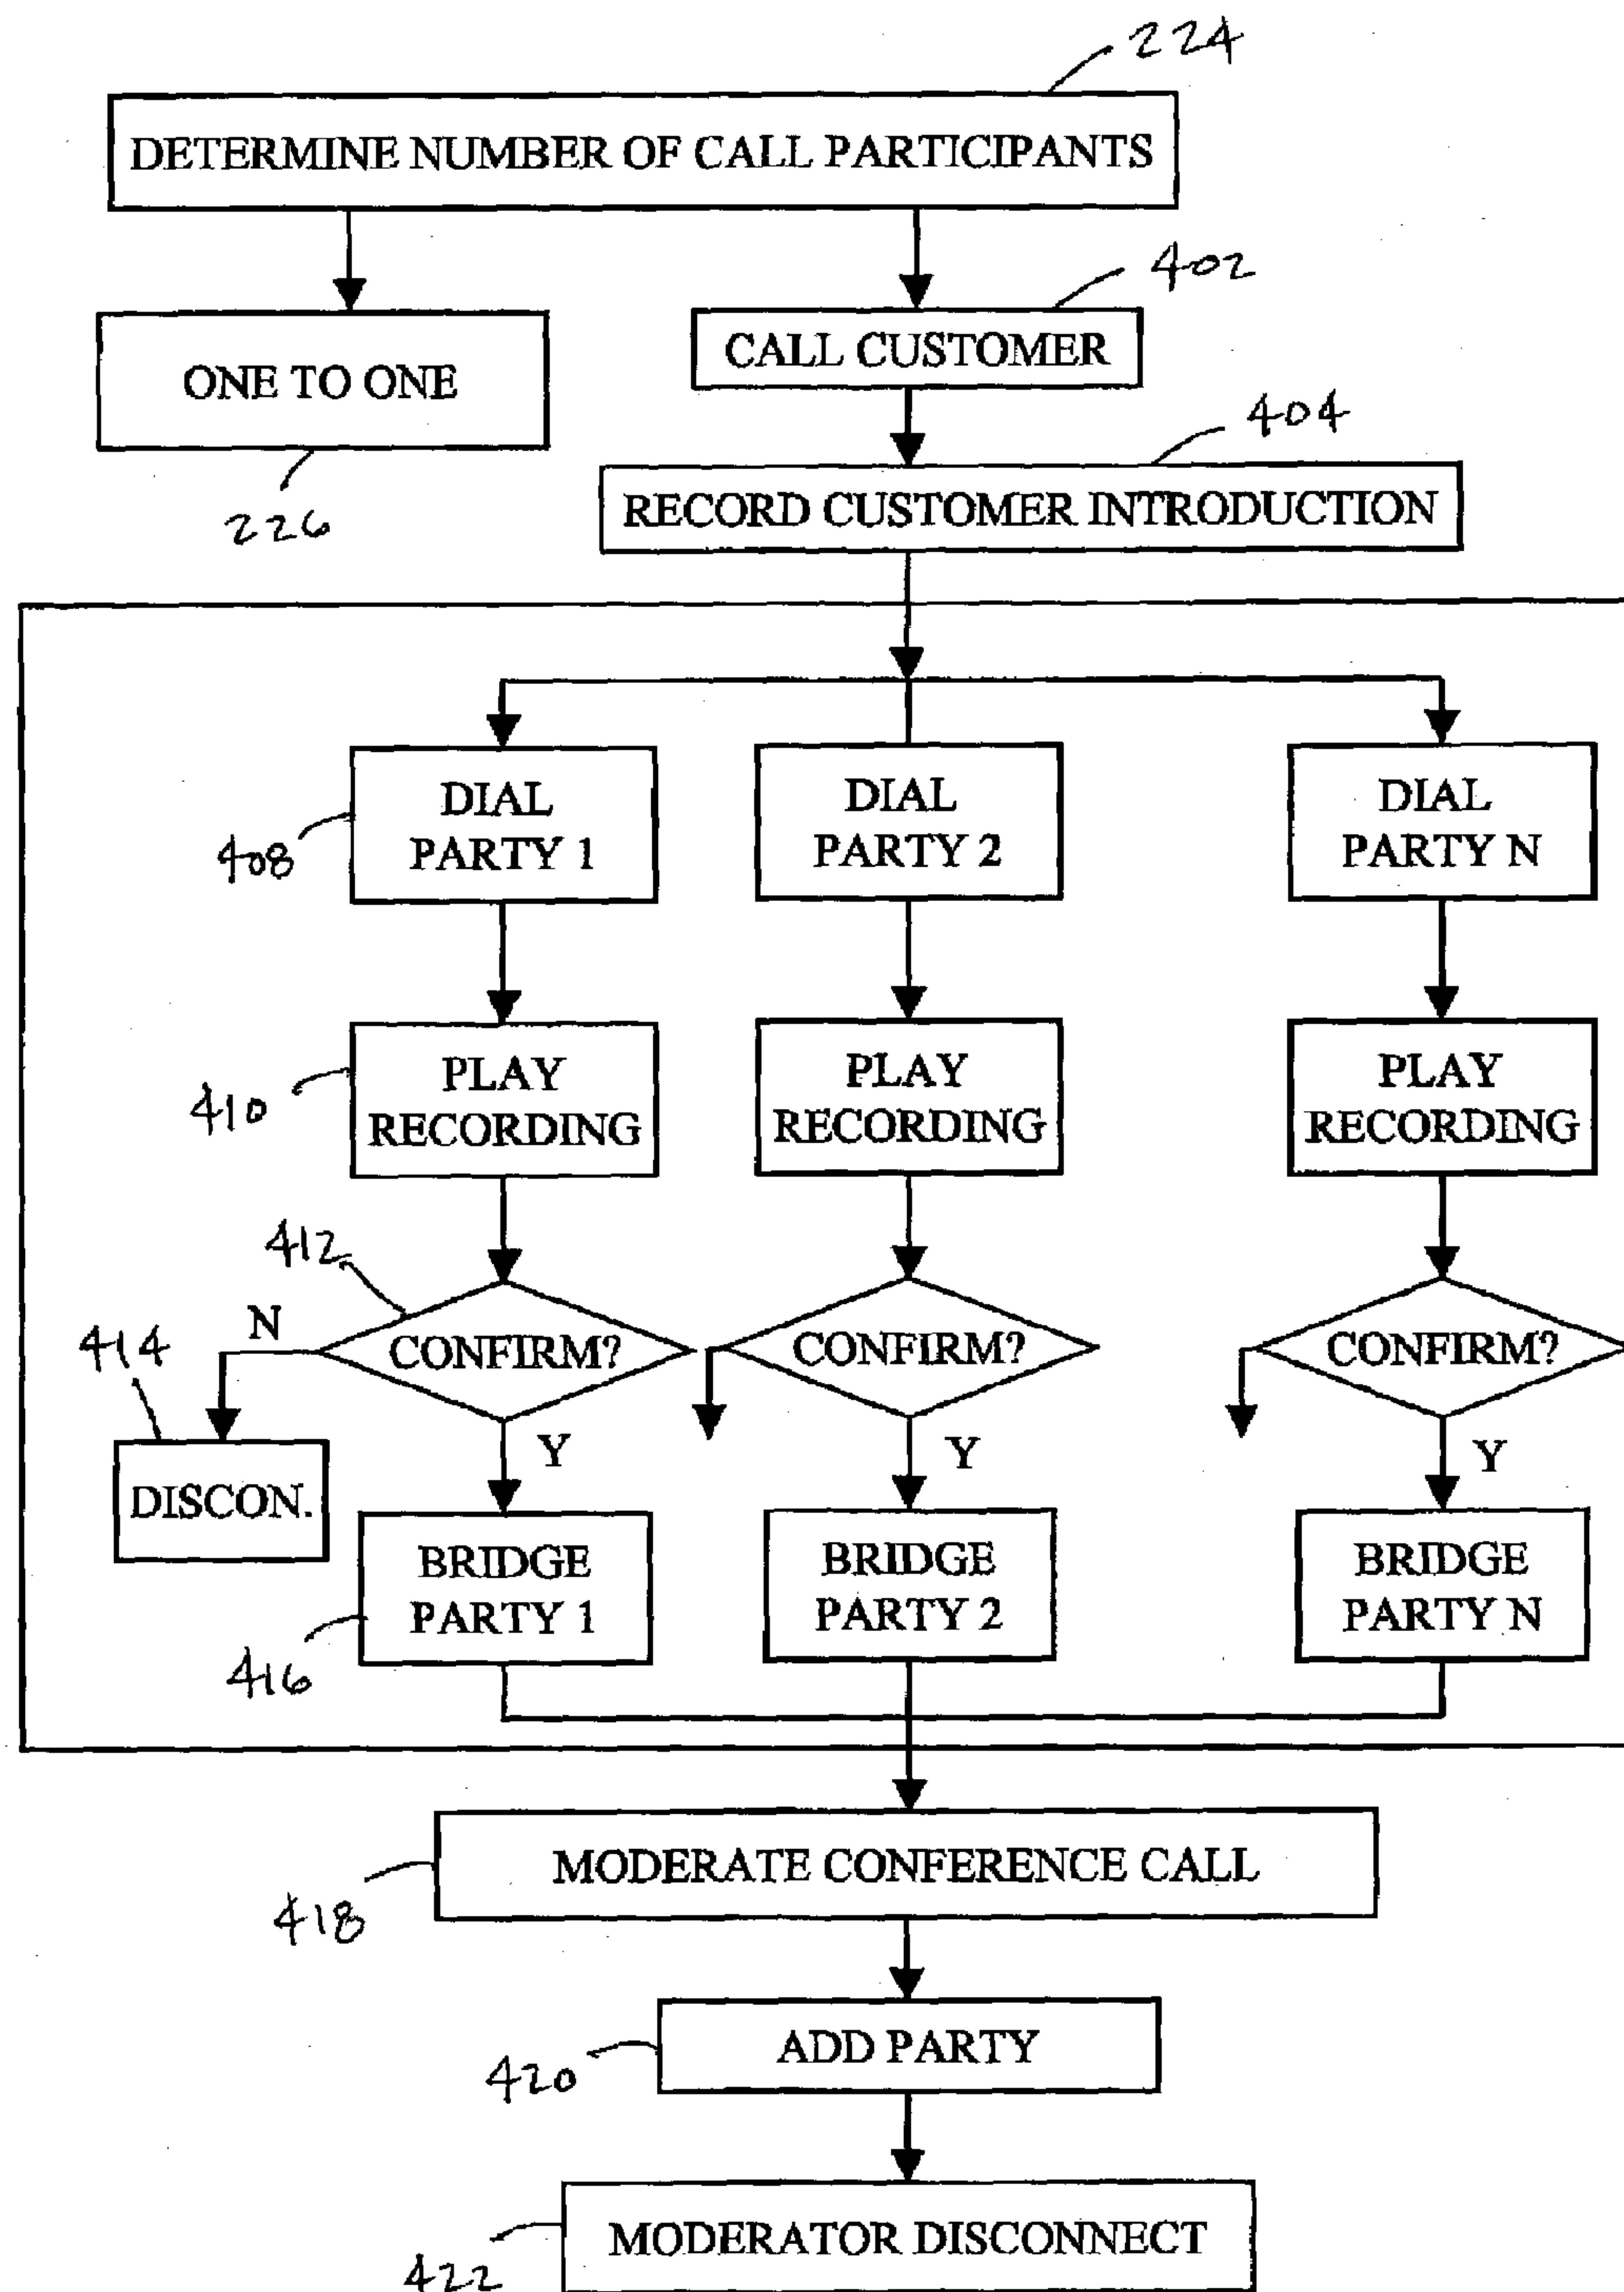 224
DETERMINE NUMBER OF CALL PARTICIPANTS
402
ONE TO ONE
CALL CUSTOMER
226
404
RECORD CUSTOMER INTRODUCTION
DIAL
PARTY 1
DIAL
PARTY 2
DIAL
PARTY N
408
PLAY
RECORDING
PLAY
RECORDING
PLAY
RECORDING
410
412
N
CONFIRM?
CONFIRM?
CONFIRM?
414
Y
Y
Y
DISCON.
BRIDGE
PARTY 1
BRIDGE
PARTY 2
BRIDGE
PARTY N
416
MODERATE CONFERENCE CALL
418
ADD PARTY
420
MODERATOR DISCONNECT
422